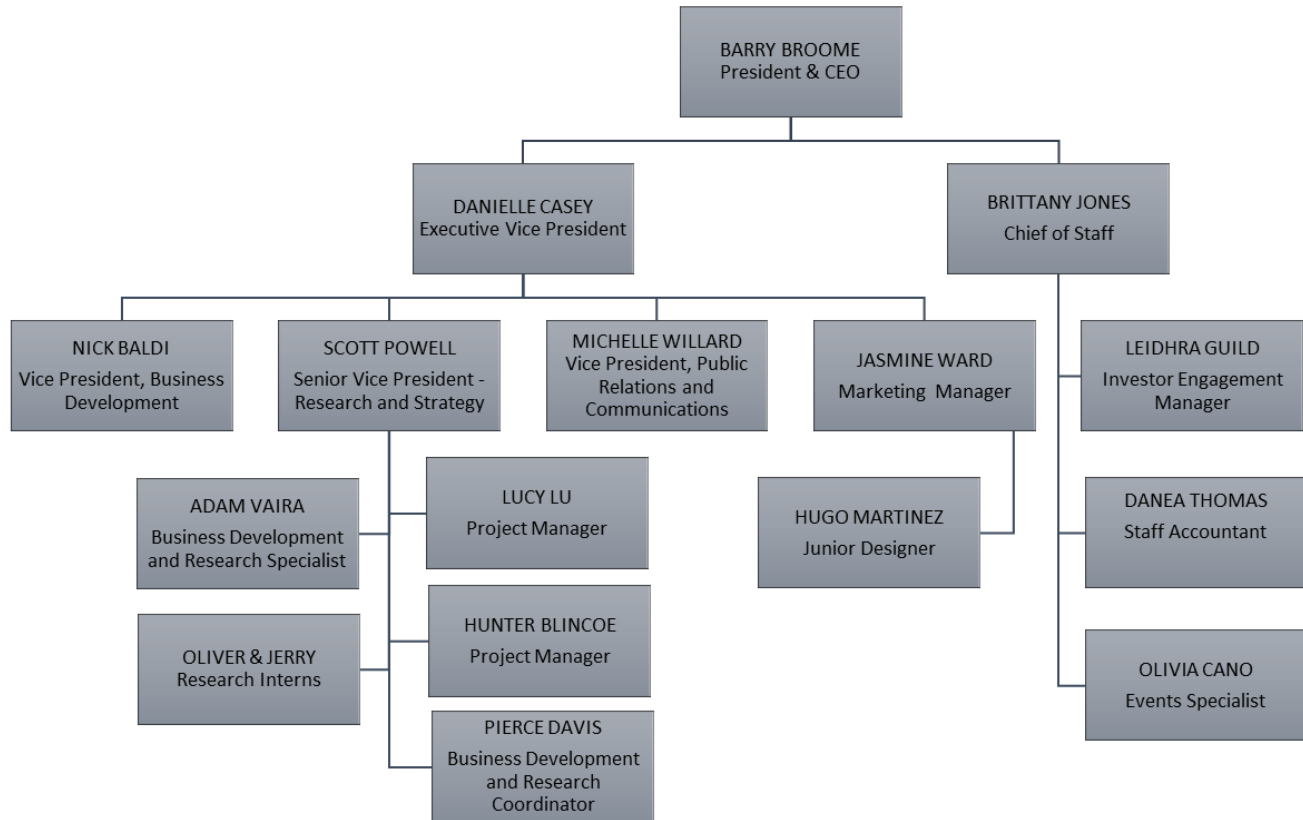 BARRY BROOME
President & CEO
DANIELLE CASEY
Executive Vice President
BRITTANY JONES
Chief of Staff
NICK BALDI
Vice President, Business
Development
SCOTT POWELL
Senior Vice President -
Research and Strategy
MICHELLE WILLARD
Vice President, Public
Relations and
Communications
JASMINE WARD
Marketing Manager
LEIDHRA GUILD
Investor Engagement
Manager
ADAM VAIRA
Business Development
and Research Specialist
LUCY LU
Project Manager
HUGO MARTINEZ
Junior Designer
DANEA THOMAS
Staff Accountant
OLIVER & JERRY
Research Interns
HUNTER BLINCOE
Project Manager
OLIVIA CANO
Events Specialist
PIERCE DAVIS
Business Development
and Research
Coordinator